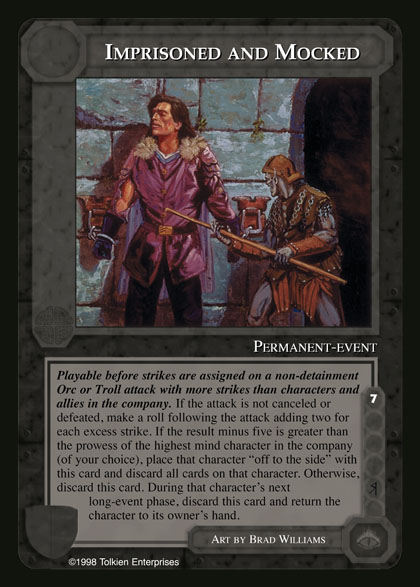 IMPRISONED AND MOCKED
PERMANENT-EVENT
Playable before strikes are assigned on a non-detainment
Orc or Troll attack with more strikes than characters and
allies in the company. If the attack is not canceled or
defeated, make a roll following the attack adding two for
each excess strike. If the result minus five is greater than
the prowess of the highest mind character in the company
(of your choice), place that character “off to the side” with
this card and discard all cards on that character. Otherwise,
discard this card. During that character’s next
long-event phase, discard this card and return the
character to its owner’s hand.
7
ART BY BRAD WILLIAMS
©1998 Tolkien Enterprises